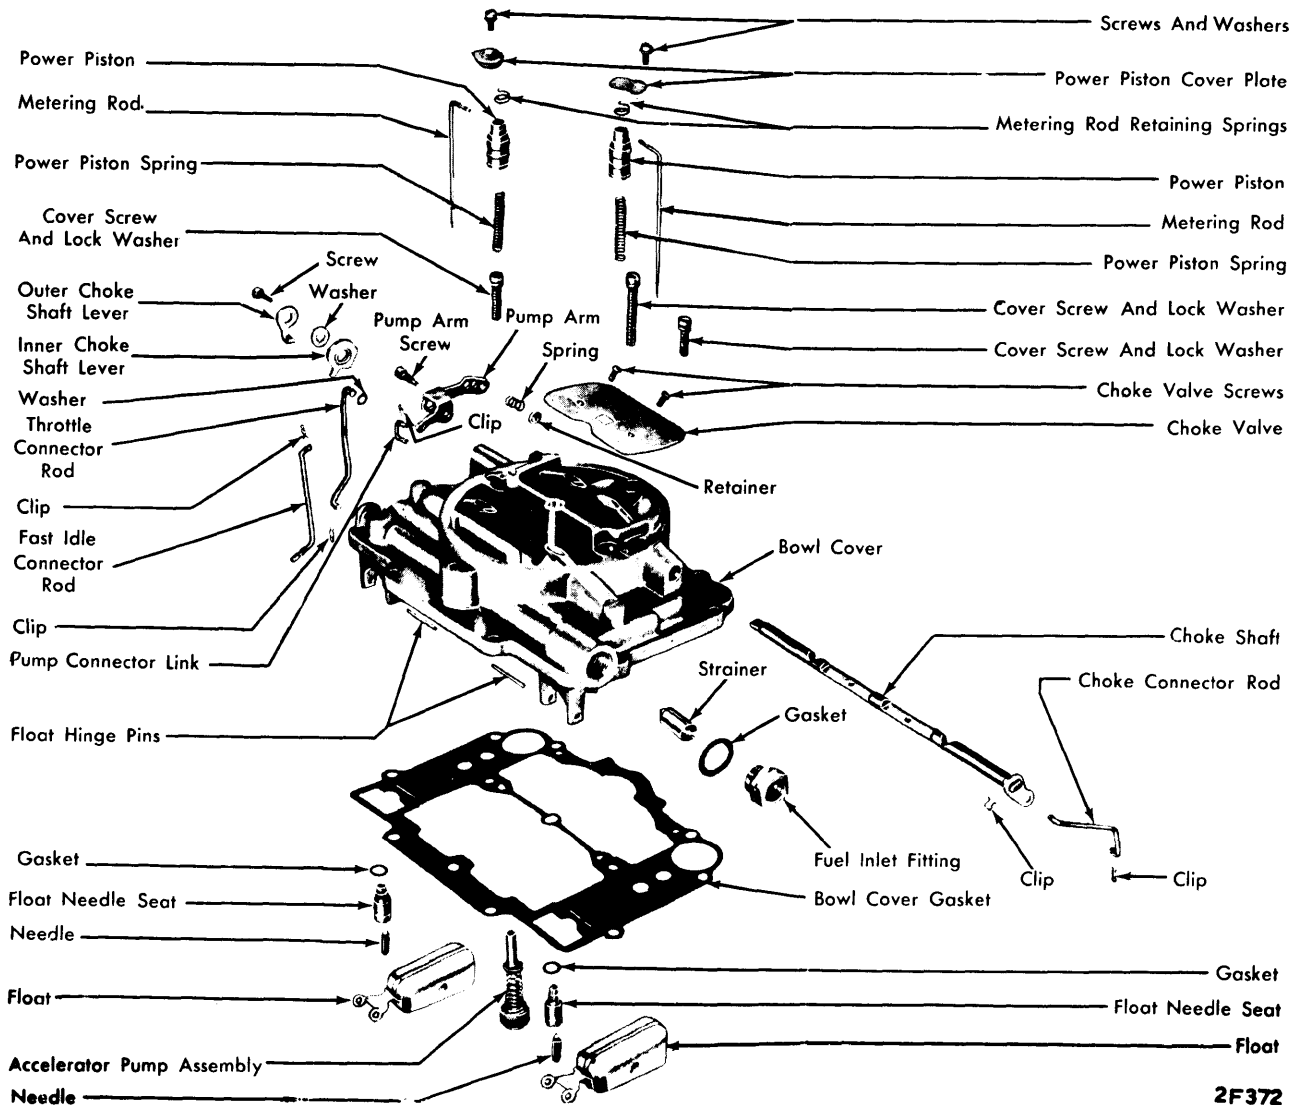 Screws And Washers
Power Piston
Power Piston Cover Plate
Metering Rod
Metering Rod Retaining Springs
Power Piston Spring
Power Piston
Cover Screw
And Lock Washer
Metering Rod
Power Piston Spring
Screw
Outer Choke
Shaft Lever
Washer
Cover Screw And Lock Washer
Pump Arm
Screw
Pump Arm
Inner Choke
Shaft Lever
Spring
Cover Screw And Lock Washer
Washer
Choke Valve Screws
Throttle
Connector
Rod
Clip
Choke Valve
Retainer
Clip
Fast Idle
Connector
Rod
Bowl Cover
Clip
Choke Shaft
Pump Connector Link
Strainer
Choke Connector Rod
Gasket
Float Hinge Pins
Gasket
Fuel Inlet Fitting
Clip
Clip
Float Needle Seat
Bowl Cover Gasket
Needle
Gasket
Float
Float Needle Seat
Accelerator Pump Assembly
Float
Needle
2F372